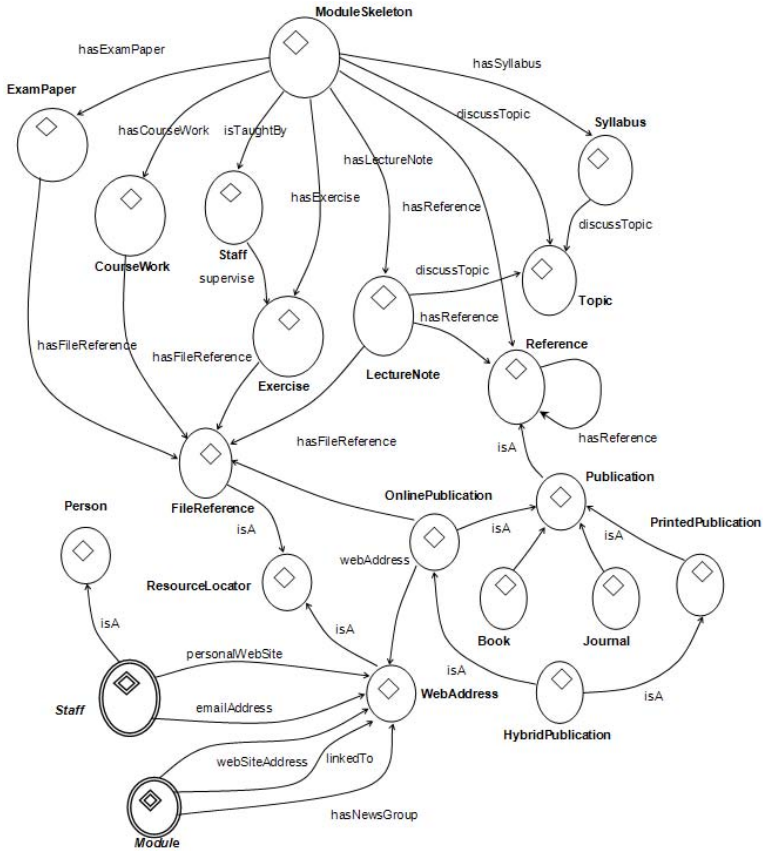 ModuleSkeleton
hasExamPaper
hasSyllabus
ExamPaper
discussTopic
Syllabus
hasCourseWork
isTaughtBy
hasLectureNote
hasExercise
hasReference
discussTopic
Staff
CourseWork
supervise
discussTopic
Topic
hasReference
hasFileReference
hasFileReference
Reference
Exercise
LectureNote
hasReference
hasFileReference
isA
Publication
OnlinePublication
Person
FileReference
PrintedPublication
isA
isA
isA
webAddress
ResourceLocator
isA
isA
Book
Journal
personalWebSite
isA
WebAddress
isA
Staff
emailAddress
HybridPublication
webSiteAddress
linkedTo
hasNewsGroup
Module